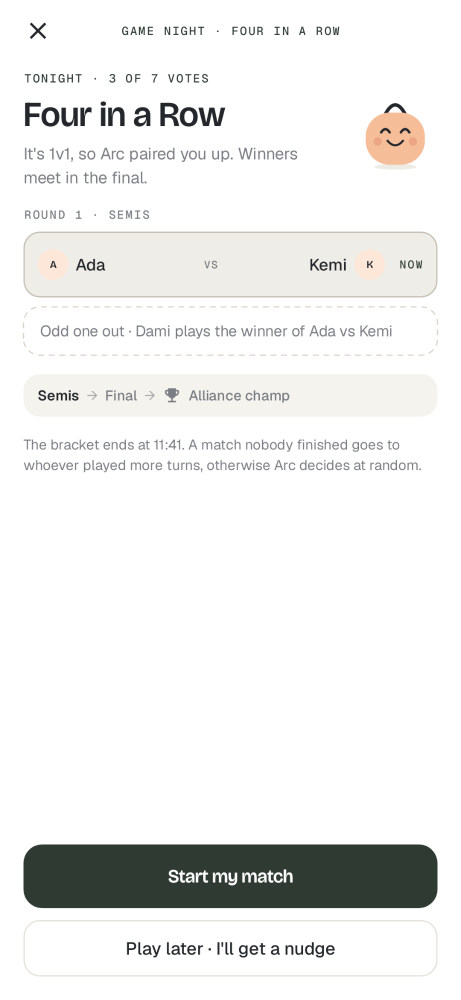 GAME NIGHT · FOUR IN A ROW
TONIGHT · 3 OF 7 VOTES
Four in a Row
It's 1v1, so Arc paired you up. Winners
meet in the final.
ROUND 1 · SEMIS
A Ada VS Kemi K NOW
Odd one out · Dami plays the winner of Ada vs Kemi
Semis → Final → Alliance champ
The bracket ends at 11:41. A match nobody finished goes to
whoever played more turns, otherwise Arc decides at random.
Start my match
Play later · I'll get a nudge